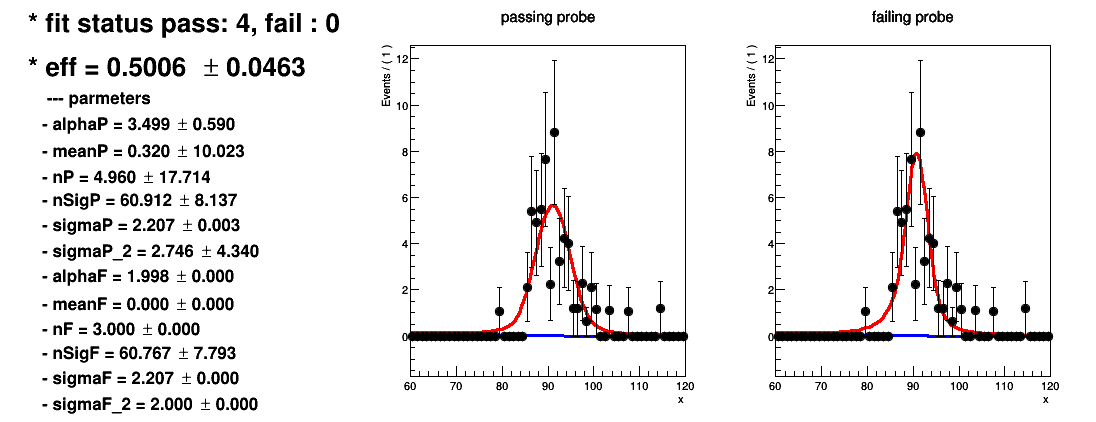 * fit status pass: 4, fail : 0
* eff = 0.5006 ± 0.0463
--- parmeters
- alphaP = 3.499 ± 0.590
- meanP = 0.320 ± 10.023
- nP = 4.960 ± 17.714
- nSigP = 60.912 ± 8.137
- sigmaP = 2.207 ± 0.003
- sigmaP_2 = 2.746 ± 4.340
- alphaF = 1.998 ± 0.000
- meanF = 0.000 ± 0.000
- nF = 3.000 ± 0.000
- nSigF = 60.767 ± 7.793
- sigmaF = 2.207 ± 0.000
- sigmaF_2 = 2.000 ± 0.000
passing probe
Events / ( 1 )
12
10
8
6
4
2
0
60 70 80 90 100 110 120
x
failing probe
Events / ( 1 )
12
10
8
6
4
2
0
60 70 80 90 100 110 120
x